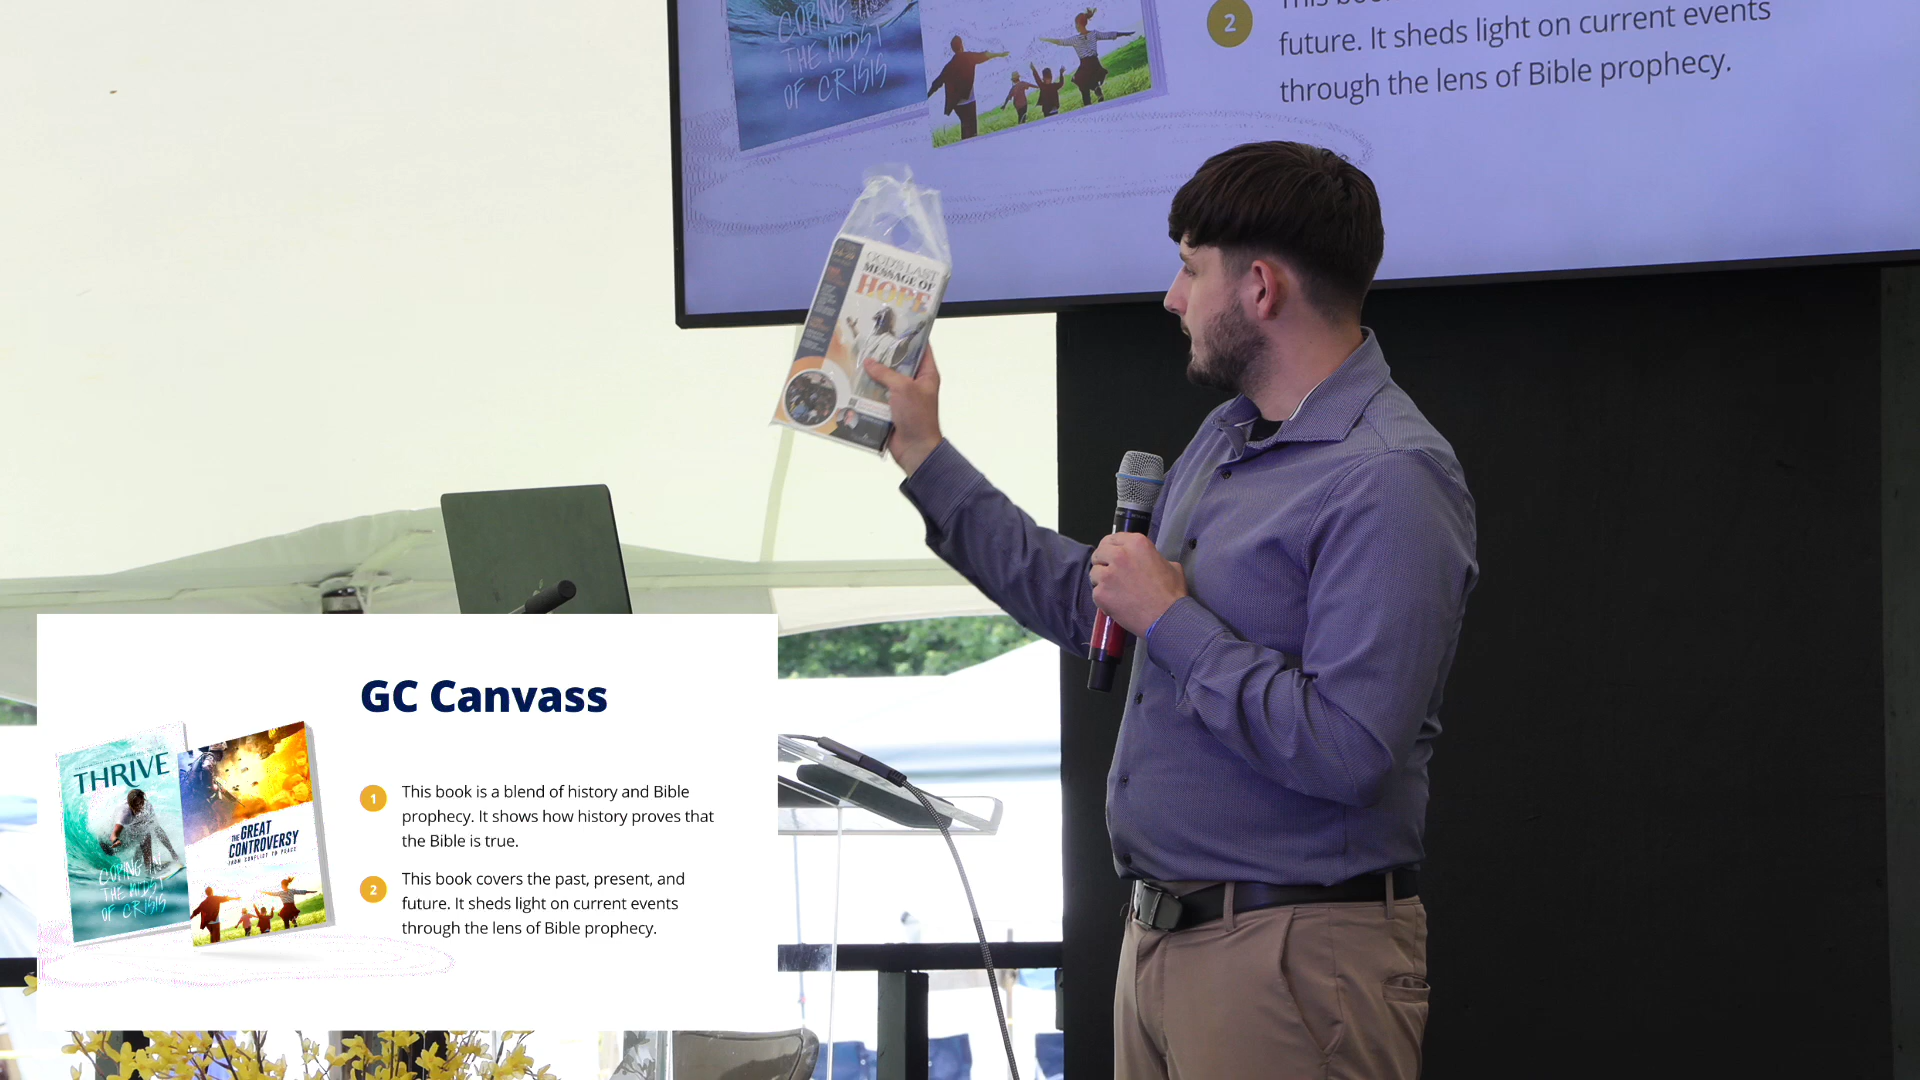 COPING IN
THE MIDST
OF CRISIS
2
This book
future. It sheds light on current events
through the lens of Bible prophecy.
GOD'S LAST
MESSAGE OF
HOPE
GC Canvass
THRIVE
COPING IN
THE MIDST
OF CRISIS
THE GREAT
CONTROVERSY
FROM CONFLICT TO PEACE
1
This book is a blend of history and Bible
prophecy. It shows how history proves that
the Bible is true.
2
This book covers the past, present, and
future. It sheds light on current events
through the lens of Bible prophecy.